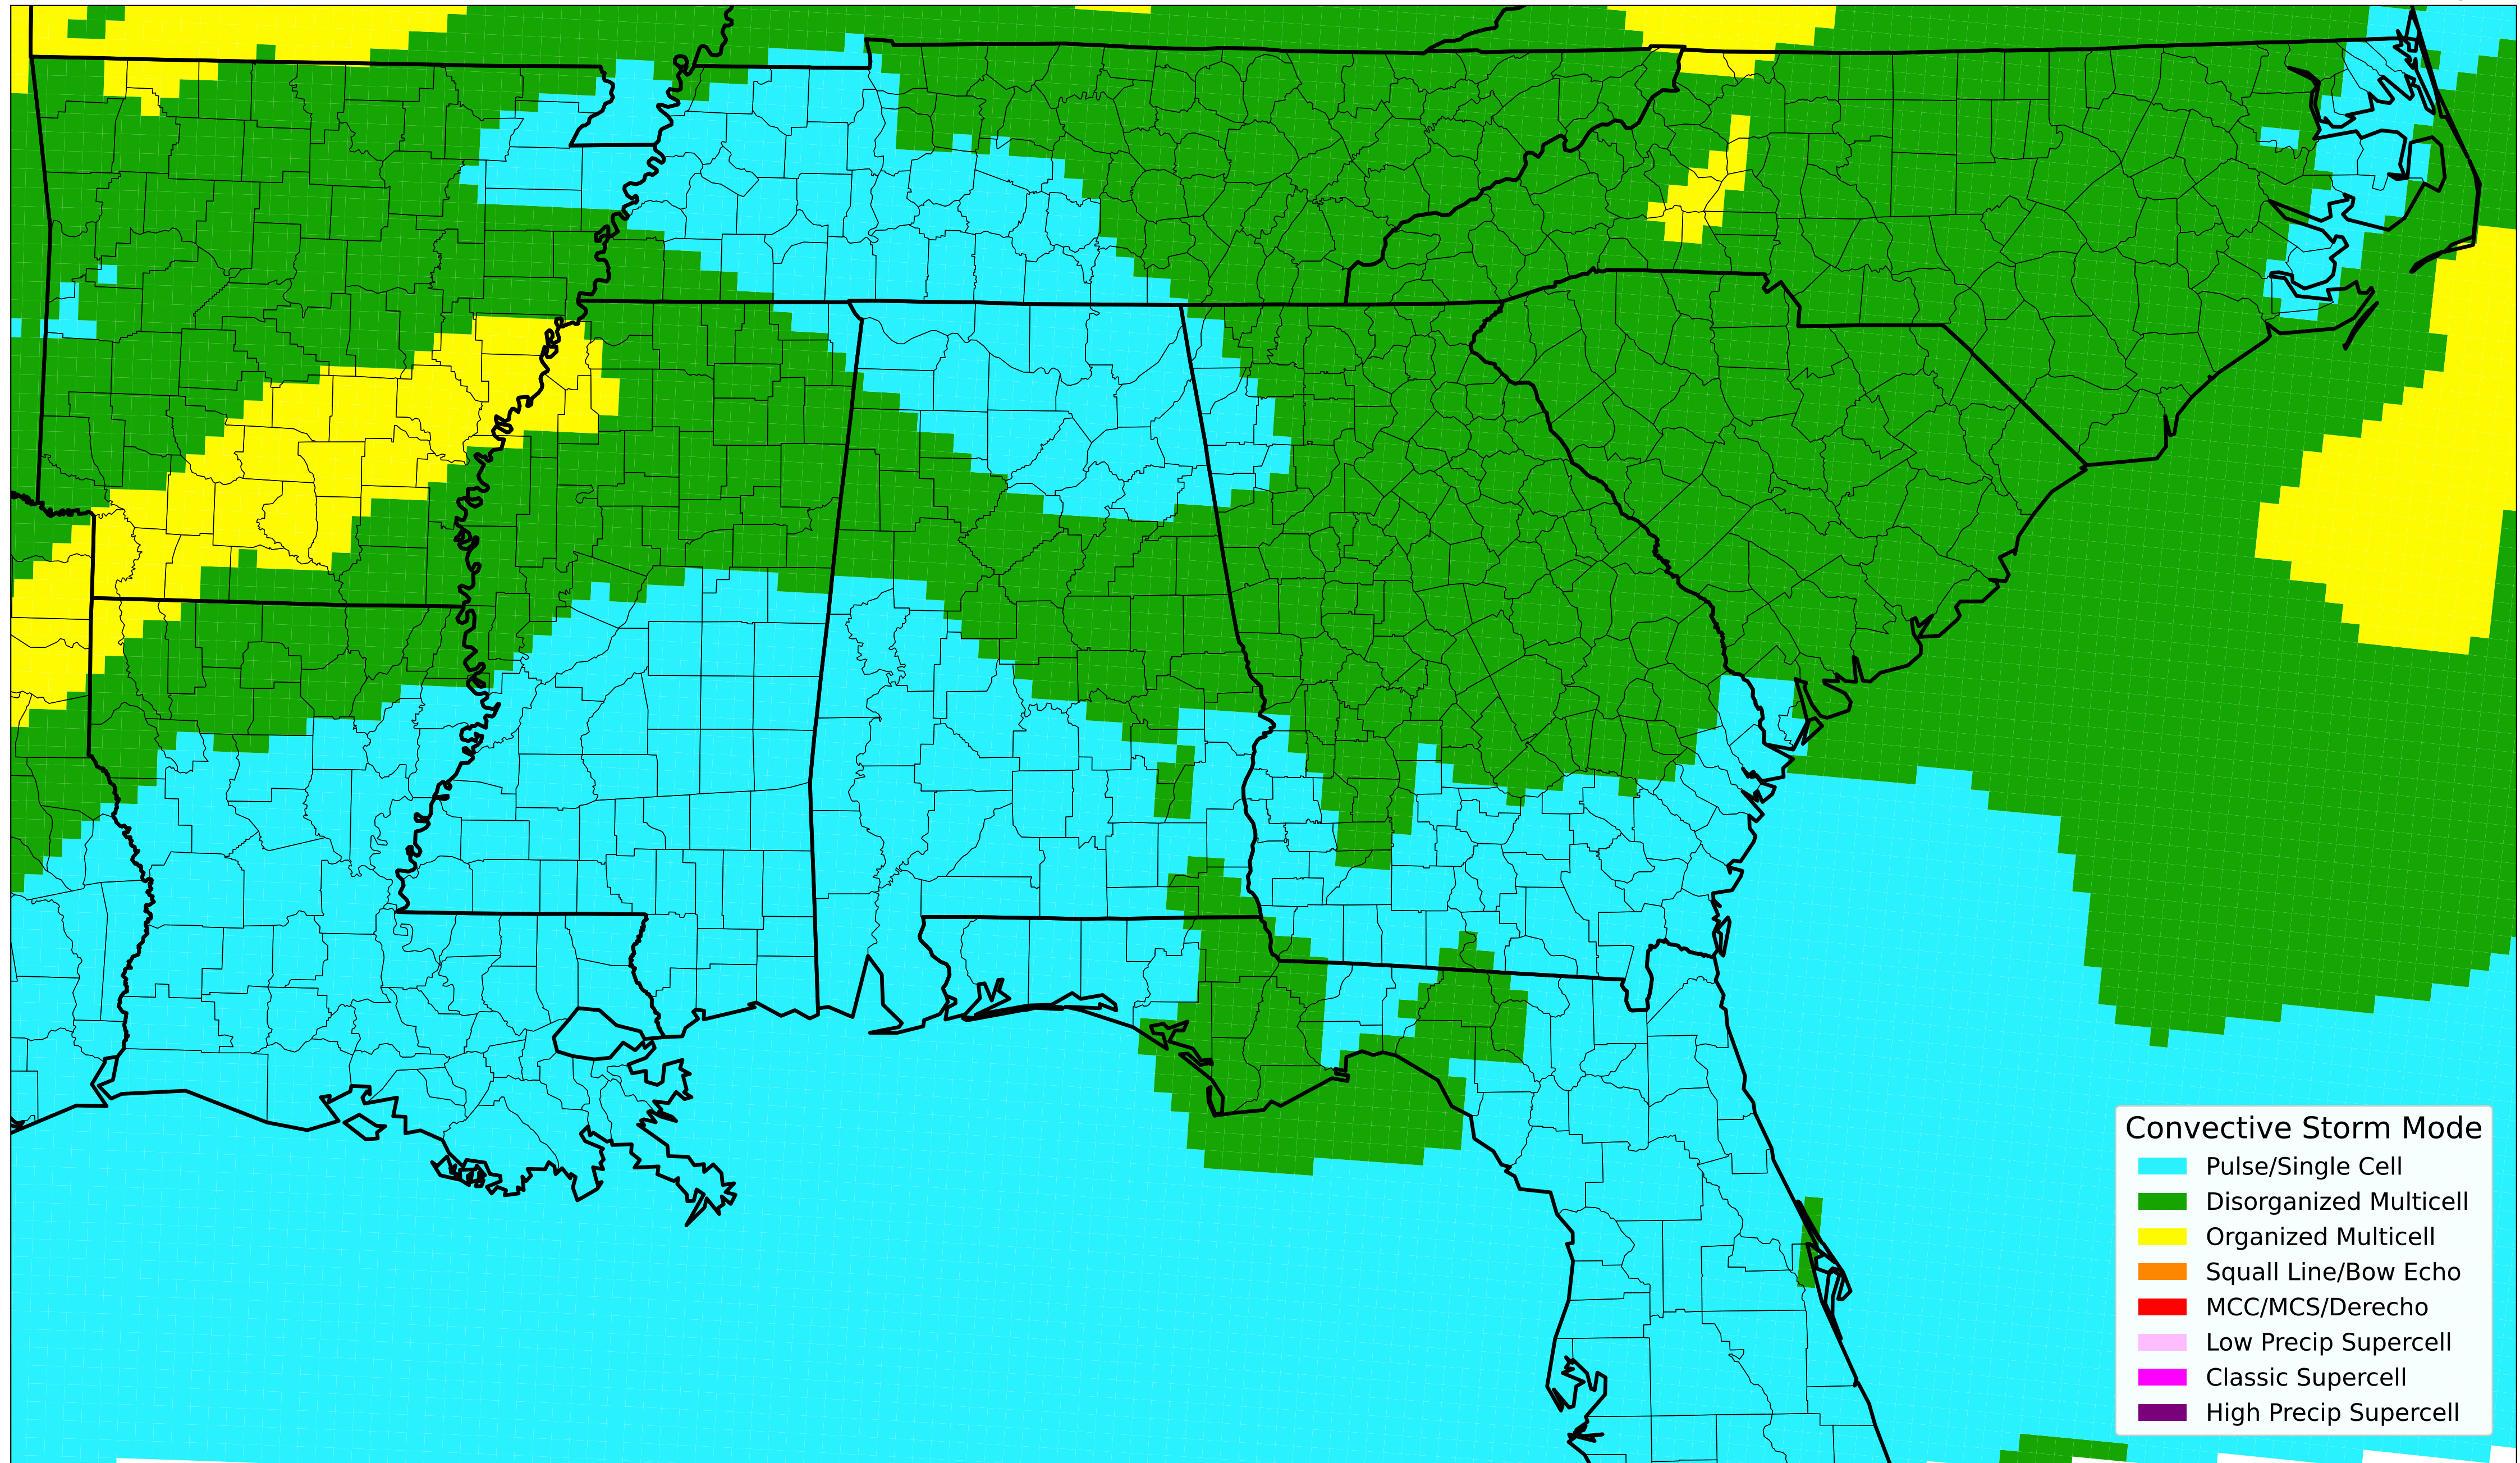 Convective Storm Mode
Pulse/Single Cell
Disorganized Multicell
Organized Multicell
Squall Line/Bow Echo
MCC/MCS/Derecho
Low Precip Supercell
Classic Supercell
High Precip Supercell